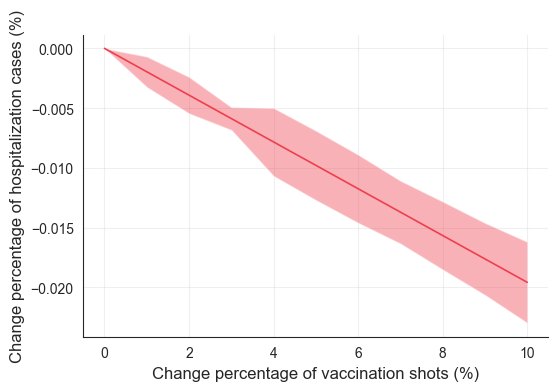 Change percentage of hospitalization cases (%)
0.000
−0.005
−0.010
−0.015
−0.020
0 2 4 6 8 10
Change percentage of vaccination shots (%)